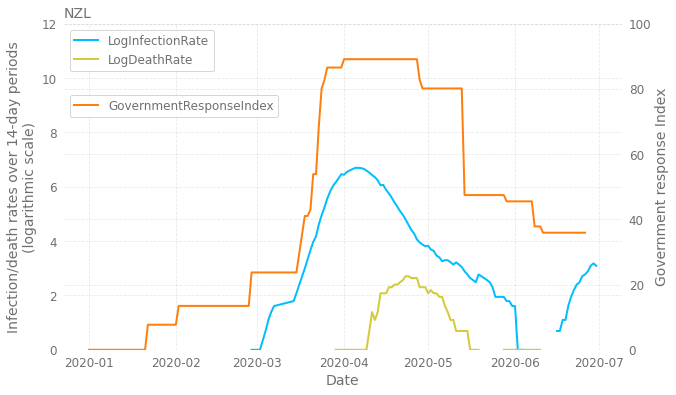 NZL
12
10
8
6
4
2
0
100
80
60
40
20
0
LogInfectionRate
LogDeathRate
GovernmentResponseIndex
Infection/death rates over 14-day periods
(logarithmic scale)
Government response Index
2020-01
2020-02
2020-03
2020-04
2020-05
2020-06
2020-07
Date